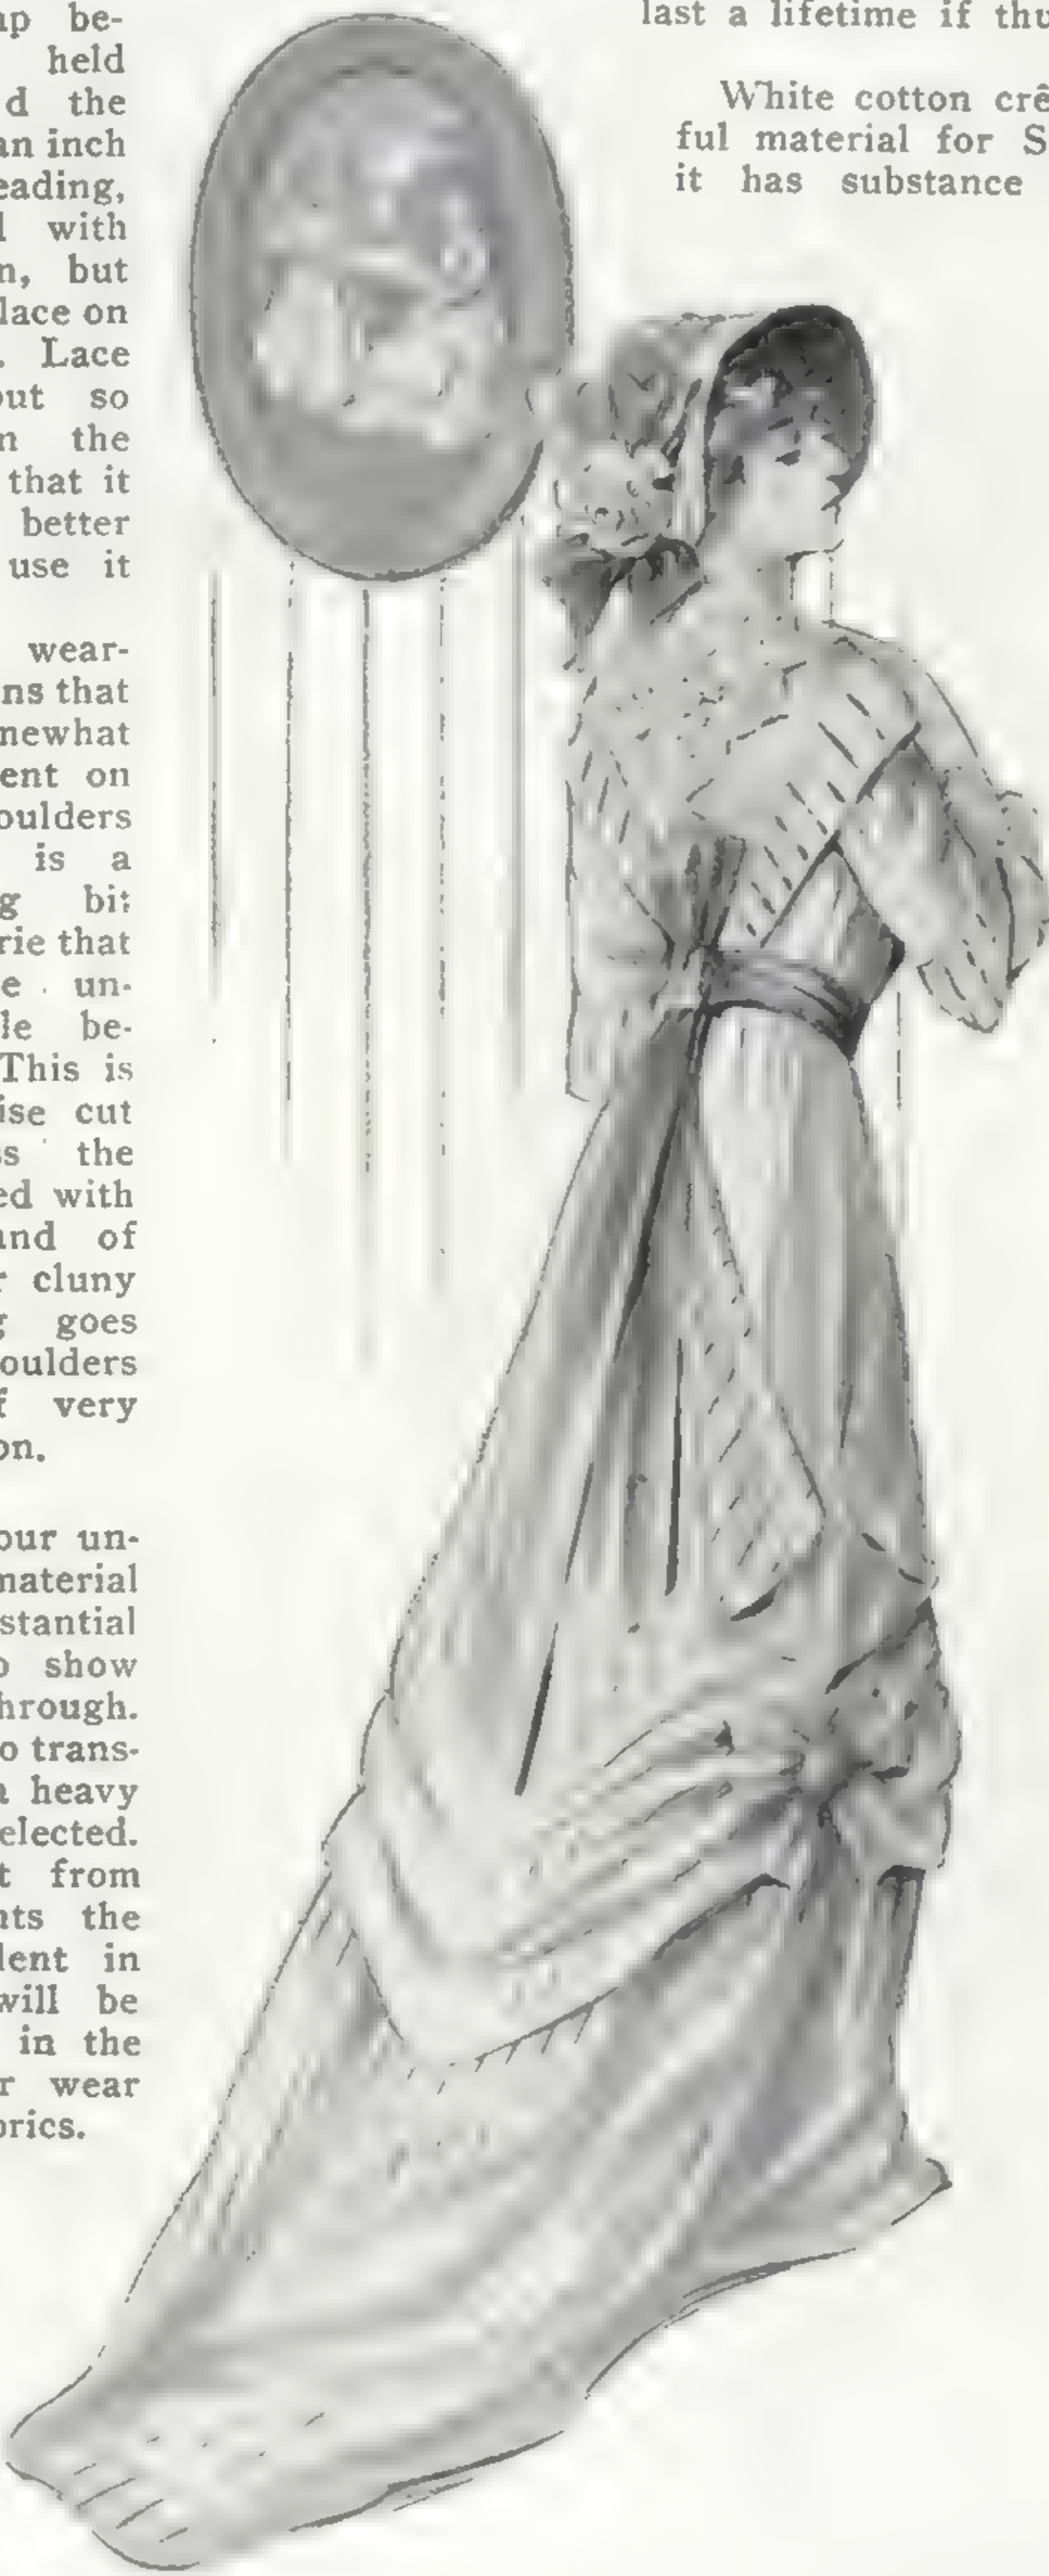 ap be-
held
d the
an inch
eading,
l with
n, but
lace on
. Lace
out so
n the
that it
better
use it
wear-
ns that
newhat
ent on
oulders
is a
g bit
rie that
e un-
le be-
This is
ise cut
ss the
ed with
and of
r cluny
g goes
oulders
f very
on.
our un-
material
stantial
o show
hrough.
o trans-
a heavy
elected.
t from
nts the
lent in
will be
in the
r wear
brics.
last a lifetime if thu
White cotton crê
ful material for S
it has substance